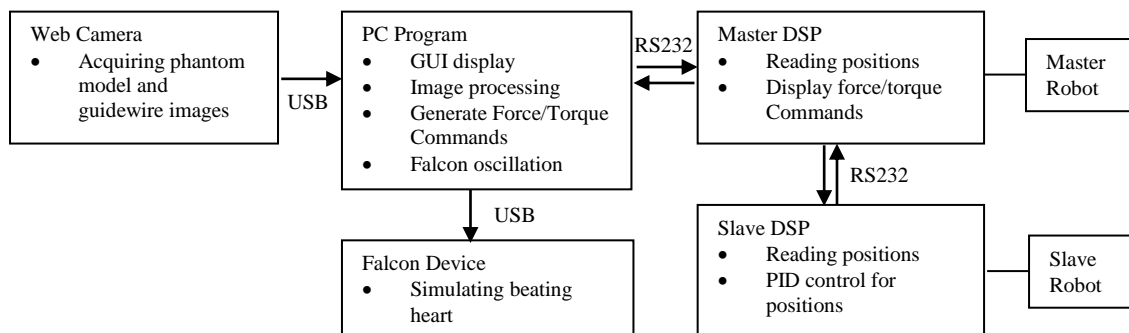 Web Camera
• Acquiring phantom
model and
guidewire images
USB
PC Program
• GUI display
• Image processing
• Generate Force/Torque
Commands
• Falcon oscillation
RS232
Master DSP
• Reading positions
• Display force/torque
Commands
Master
Robot
USB
RS232
Falcon Device
• Simulating beating
heart
Slave DSP
• Reading positions
• PID control for
positions
Slave
Robot